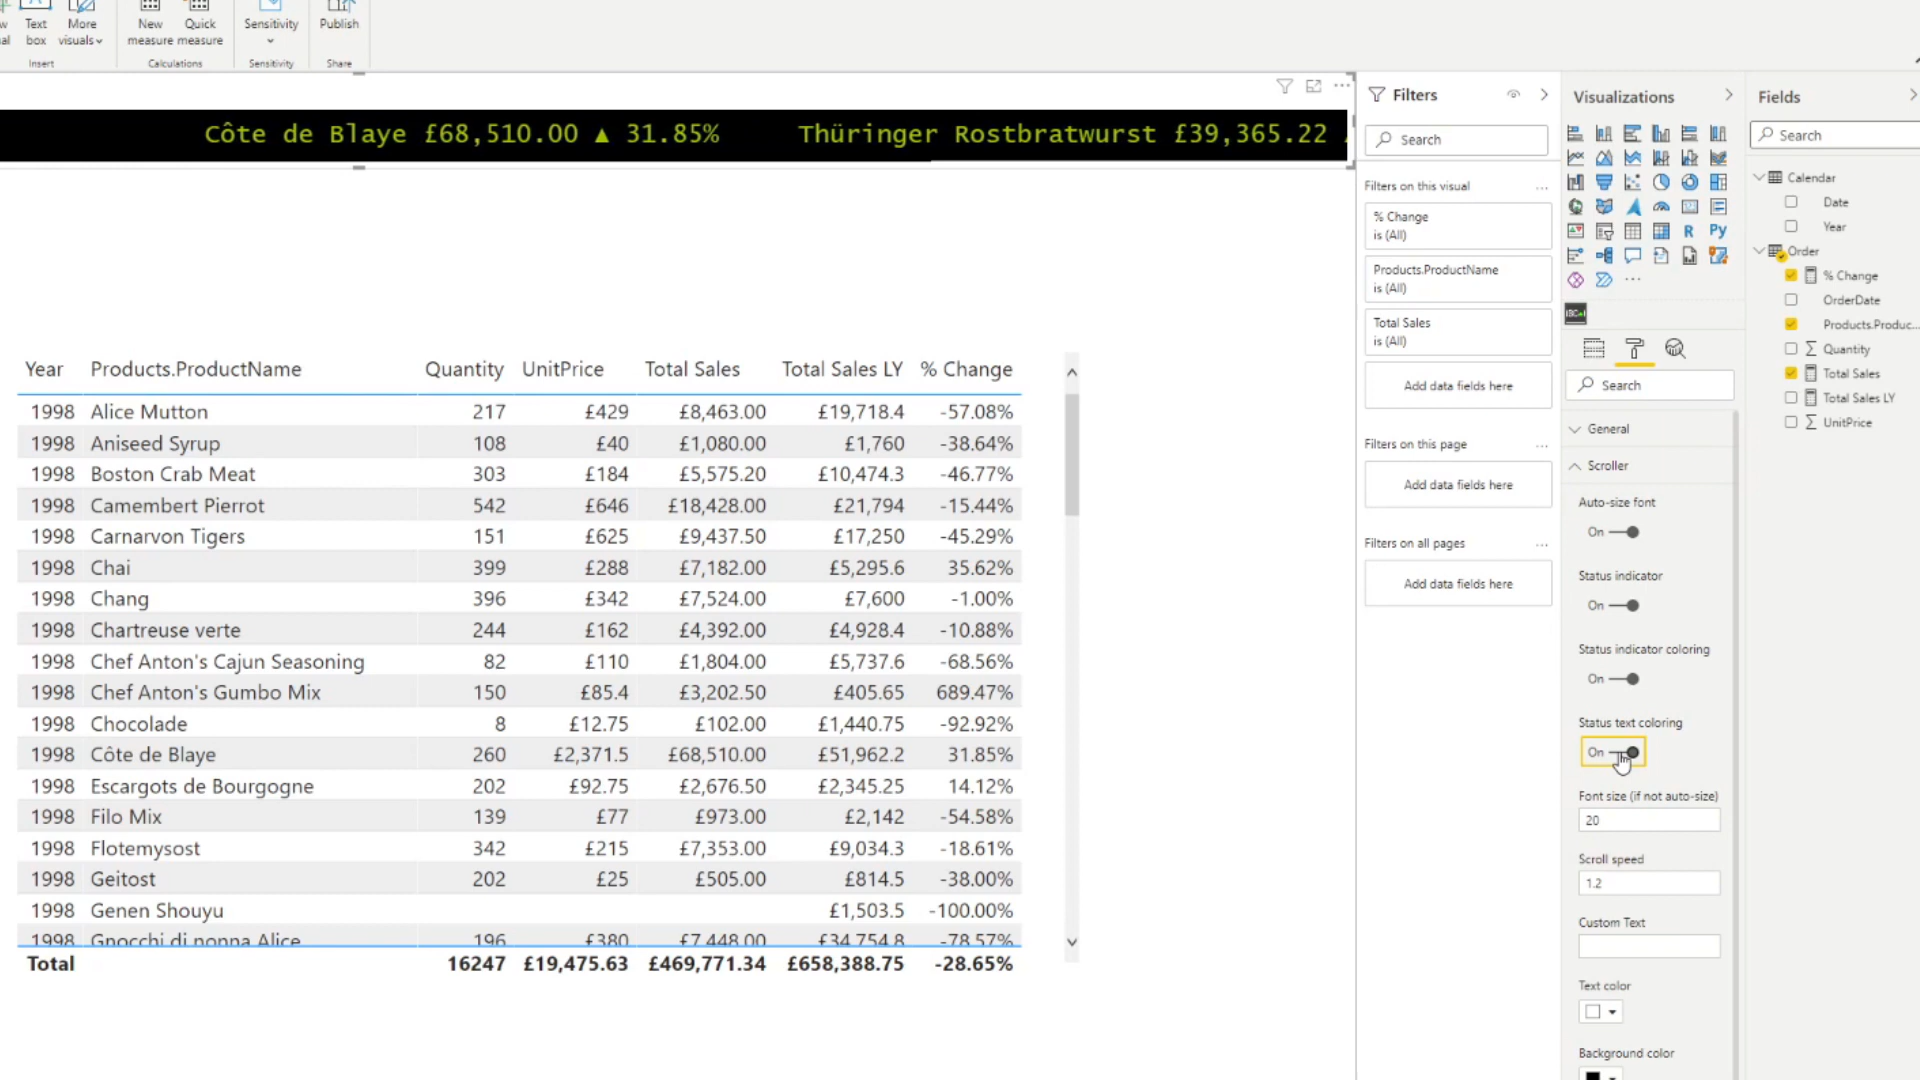 Text box
More visuals
Insert
New measure
Quick measure
Calculations
Sensitivity
Sensitivity
Publish
Share
Côte de Blaye £68,510.00 ▲ 31.85% Thüringer Rostbratwurst £39,365.22
Year Products.ProductName Quantity UnitPrice Total Sales Total Sales LY % Change
1998 Alice Mutton 217 £429 £8,463.00 £19,718.4 -57.08%
1998 Aniseed Syrup 108 £40 £1,080.00 £1,760 -38.64%
1998 Boston Crab Meat 303 £184 £5,575.20 £10,474.3 -46.77%
1998 Camembert Pierrot 542 £646 £18,428.00 £21,794 -15.44%
1998 Carnarvon Tigers 151 £625 £9,437.50 £17,250 -45.29%
1998 Chai 399 £288 £7,182.00 £5,295.6 35.62%
1998 Chang 396 £342 £7,524.00 £7,600 -1.00%
1998 Chartreuse verte 244 £162 £4,392.00 £4,928.4 -10.88%
1998 Chef Anton's Cajun Seasoning 82 £110 £1,804.00 £5,737.6 -68.56%
1998 Chef Anton's Gumbo Mix 150 £85.4 £3,202.50 £405.65 689.47%
1998 Chocolade 8 £12.75 £102.00 £1,440.75 -92.92%
1998 Côte de Blaye 260 £2,371.5 £68,510.00 £51,962.2 31.85%
1998 Escargots de Bourgogne 202 £92.75 £2,676.50 £2,345.25 14.12%
1998 Filo Mix 139 £77 £973.00 £2,142 -54.58%
1998 Flotemysost 342 £215 £7,353.00 £9,034.3 -18.61%
1998 Geitost 202 £25 £505.00 £814.5 -38.00%
1998 Genen Shouyu £1,503.5 -100.00%
1998 Gnocchi di nonna Alice 196 £380 £7,448.00 £34,754.8 -78.57%
Total 16247 £19,475.63 £469,771.34 £658,388.75 -28.65%
Filters
Search
Filters on this visual ...
% Change
is (All)
Products.ProductName
is (All)
Total Sales
is (All)
Add data fields here
Filters on this page ...
Add data fields here
Filters on all pages ...
Add data fields here
Visualizations
R Py
...
Search
General
Scroller
Auto-size font
On
Status indicator
On
Status indicator coloring
On
Status text coloring
On
Font size (if not auto-size)
20
Scroll speed
1.2
Custom Text
Text color
Background color
Fields
Search
Calendar
Date
Year
Order
% Change
OrderDate
Products.Produc...
Σ Quantity
Total Sales
Total Sales LY
Σ UnitPrice